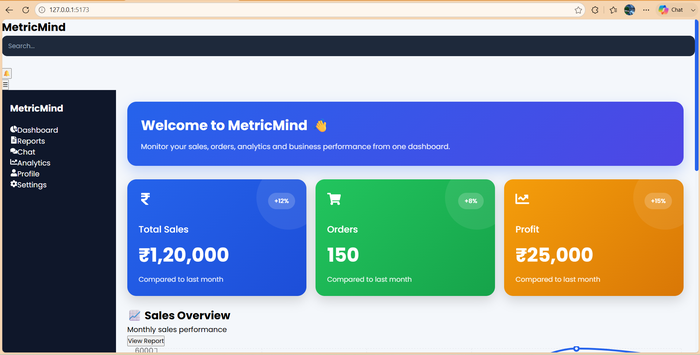 127.0.0.1:5173
Chat
MetricMind
Search...
MetricMind
Dashboard
Reports
Chat
Analytics
Profile
Settings
Welcome to MetricMind 👋
Monitor your sales, orders, analytics and business performance from one dashboard.
₹
+12%
Total Sales
₹1,20,000
Compared to last month
+8%
Orders
150
Compared to last month
+15%
Profit
₹25,000
Compared to last month
📈 Sales Overview
Monthly sales performance
View Report
60001